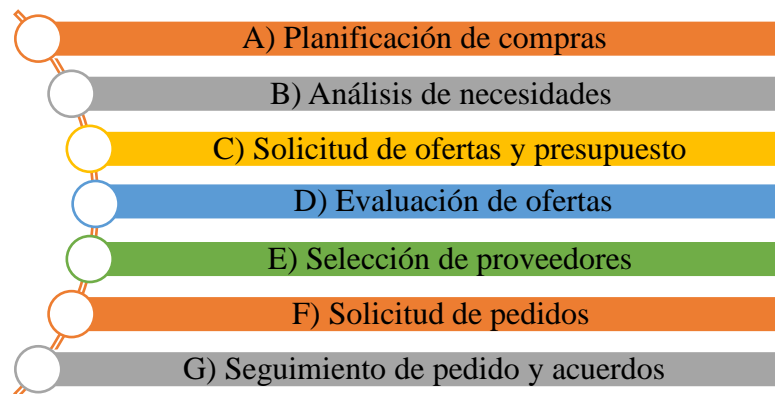 A) Planificación de compras
B) Análisis de necesidades
C) Solicitud de ofertas y presupuesto
D) Evaluación de ofertas
E) Selección de proveedores
F) Solicitud de pedidos
G) Seguimiento de pedido y acuerdos